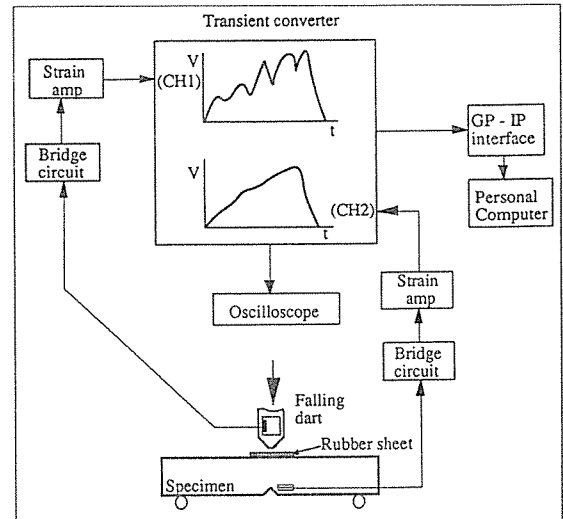 Transient converter
Strain
amp
V
(CH1)
t
GP - IP
interface
Bridge
circuit
V
(CH2)
t
Personal
Computer
Strain
amp
Oscilloscope
Bridge
circuit
Falling
dart
Rubber sheet
Specimen